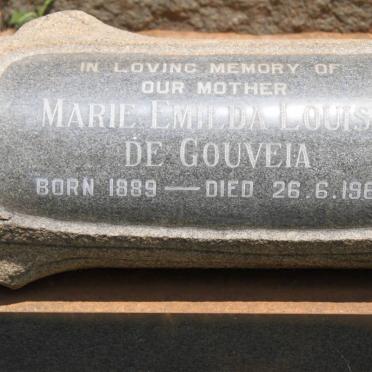 IN LOVING MEMORY OF
OUR MOTHER
MARIE EMILDA LOUIS
DE GOUVEIA
BORN 1889 — DIED 26.6.196